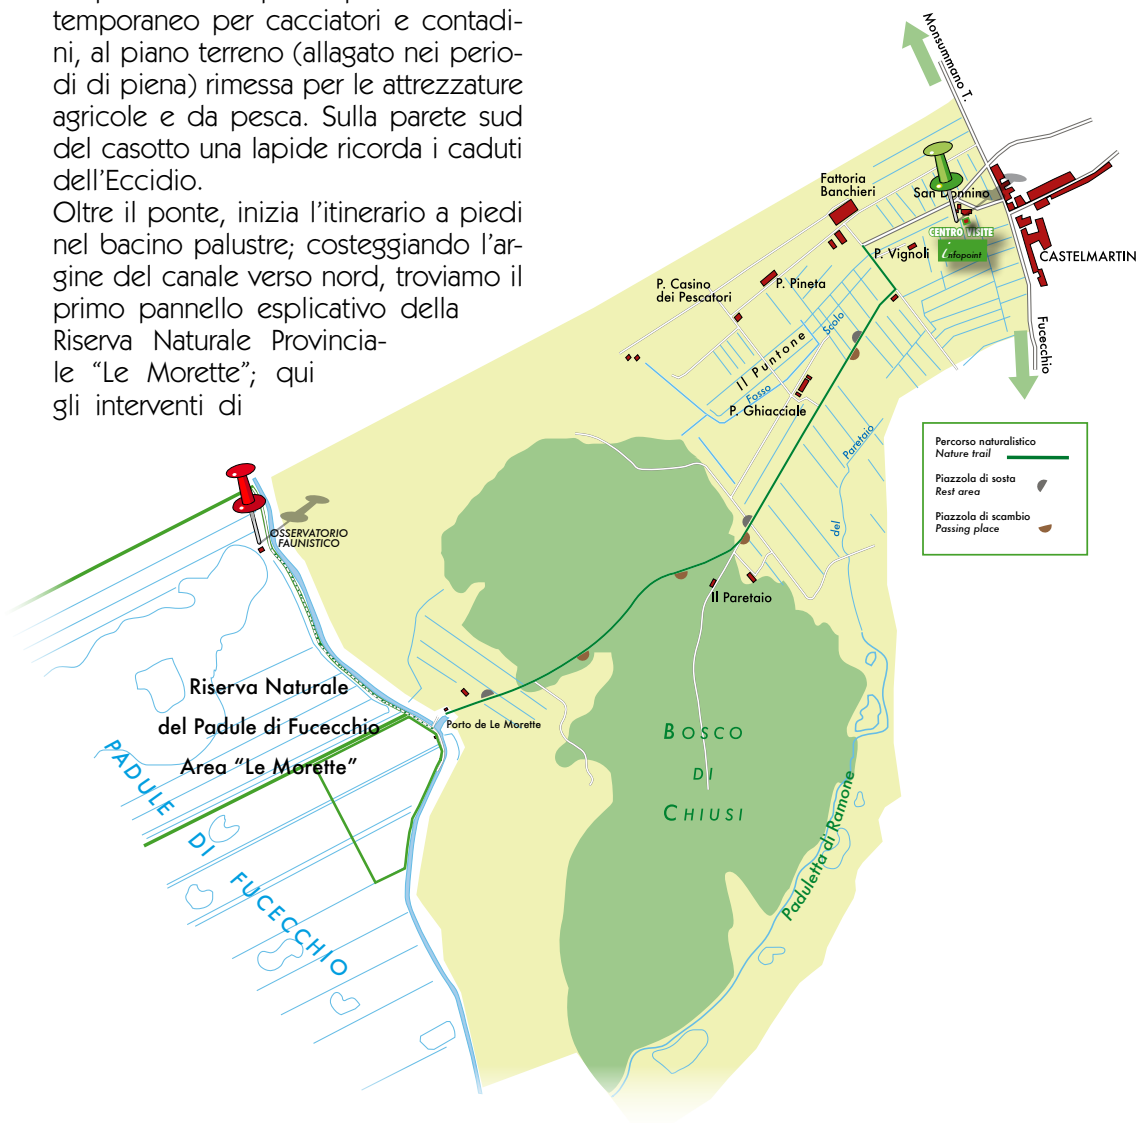 temporaneo per cacciatori e contadi-
ni, al piano terreno (allagato nei perio-
di di piena) rimessa per le attrezzature
agricole e da pesca. Sulla parete sud
del casotto una lapide ricorda i caduti
dell'Eccidio.
Oltre il ponte, inizia l'itinerario a piedi
nel bacino palustre; costeggiando l'ar-
gine del canale verso nord, troviamo il
primo pannello esplicativo della
Riserva Naturale Provincia-
le "Le Morette"; qui
gli interventi di
Monsummano T.
Fattoria
Banchieri
San Donnino
CENTRO VISITE
infopoint
P. Vignoli
CASTELMARTIN
P. Casino
dei Pescatori
P. Pineta
Scolo
Il Puntone
Fosso
P. Ghiacciale
Fucecchio
Paretaio
del
Percorso naturalistico
Nature trail
Piazzola di sosta
Rest area
Piazzola di scambio
Passing place
OSSERVATORIO
FAUNISTICO
Il Paretaio
Riserva Naturale
del Padule di Fucecchio
Area "Le Morette"
Porto de Le Morette
BOSCO
DI
CHIUSI
PADULE
DI
FUCECCHIO
Paduletta di Ramone